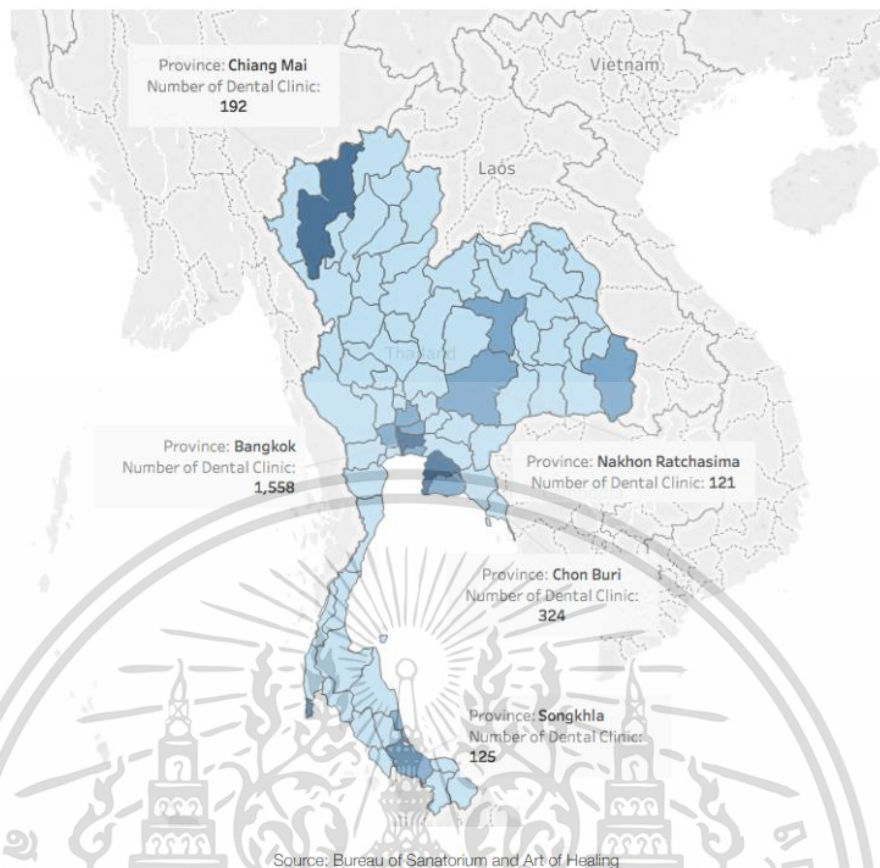 Province: Chiang Mai
Number of Dental Clinic:
192
Vietnam
Laos
Thailand
Province: Bangkok
Number of Dental Clinic:
1,558
Province: Nakhon Ratchasima
Number of Dental Clinic: 121
Province: Chon Buri
Number of Dental Clinic:
324
Province: Songkhla
Number of Dental Clinic:
125
Source: Bureau of Sanatorium and Art of Healing